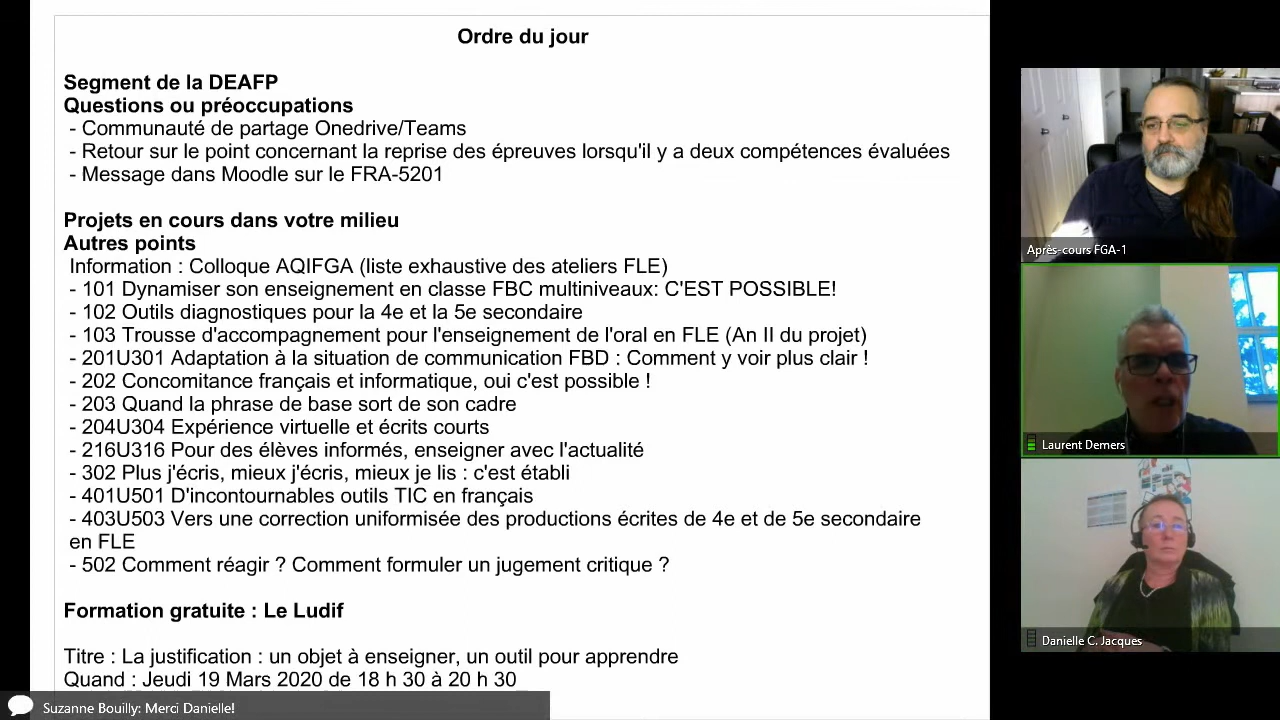 Ordre du jour
Segment de la DEAFP
Questions ou préoccupations
- Communauté de partage Onedrive/Teams
- Retour sur le point concernant la reprise des épreuves lorsqu'il y a deux compétences évaluées
- Message dans Moodle sur le FRA-5201
Projets en cours dans votre milieu
Autres points
Information : Colloque AQIFGA (liste exhaustive des ateliers FLE)
- 101 Dynamiser son enseignement en classe FBC multiniveaux: C'EST POSSIBLE!
- 102 Outils diagnostiques pour la 4e et la 5e secondaire
- 103 Trousse d'accompagnement pour l'enseignement de l'oral en FLE (An II du projet)
- 201U301 Adaptation à la situation de communication FBD : Comment y voir plus clair !
- 202 Concomitance français et informatique, oui c'est possible !
- 203 Quand la phrase de base sort de son cadre
- 204U304 Expérience virtuelle et écrits courts
- 216U316 Pour des élèves informés, enseigner avec l'actualité
- 302 Plus j'écris, mieux j'écris, mieux je lis : c'est établi
- 401U501 D'incontournables outils TIC en français
- 403U503 Vers une correction uniformisée des productions écrites de 4e et de 5e secondaire
en FLE
- 502 Comment réagir ? Comment formuler un jugement critique ?
Formation gratuite : Le Ludif
Titre : La justification : un objet à enseigner, un outil pour apprendre
Quand : Jeudi 19 Mars 2020 de 18 h 30 à 20 h 30
Suzanne Bouilly: Merci Danielle!
Après-cours FGA-1
Laurent Demers
Danielle C. Jacques